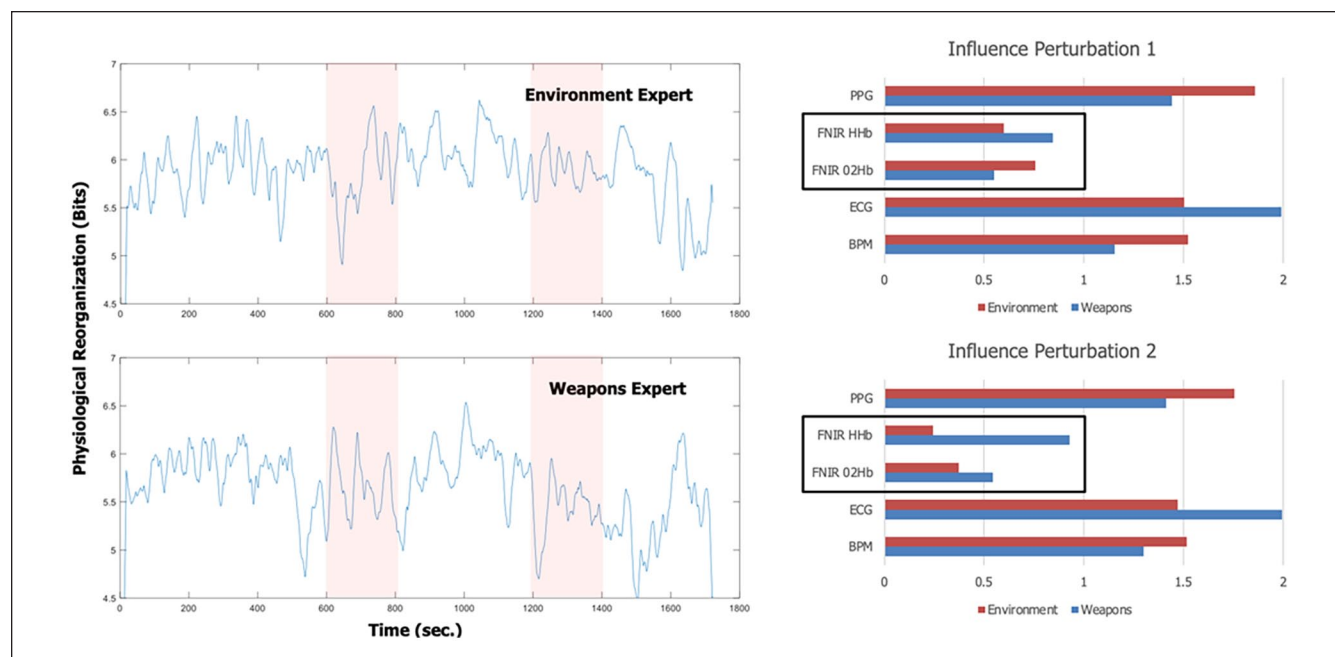 Physiological Reorganization (Bits)
7
6.5
6
5.5
5
4.5
Environment Expert
0
200
400
600
800
1000
1200
1400
1600
1800
7
6.5
6
5.5
5
4.5
Weapons Expert
0
200
400
600
800
1000
1200
1400
1600
1800
Time (sec.)
Influence Perturbation 1
PPG
FNIR HHb
FNIR 02Hb
ECG
BPM
0
0.5
1
1.5
2
Environment
Weapons
Influence Perturbation 2
PPG
FNIR HHb
FNIR 02Hb
ECG
BPM
0
0.5
1
1.5
2
Environment
Weapons